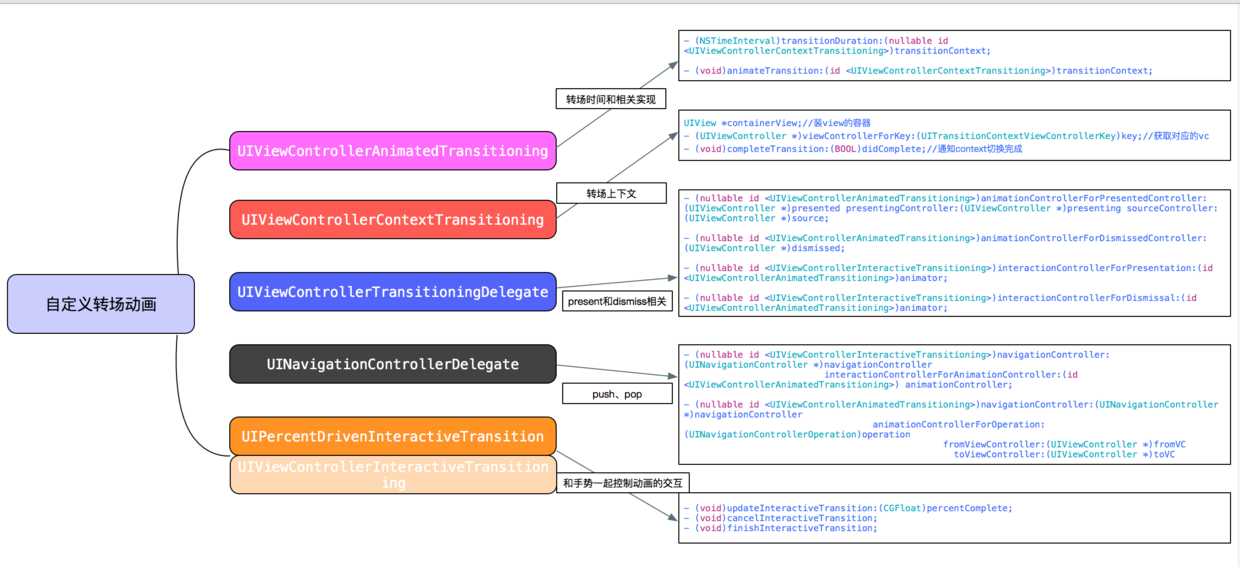 自定义转场动画
UIViewControllerAnimatedTransitioning
转场时间和相关实现
- (NSTimeInterval)transitionDuration:(nullable id
<UIViewControllerContextTransitioning>)transitionContext;
- (void)animateTransition:(id <UIViewControllerContextTransitioning>)transitionContext;
UIViewControllerContextTransitioning
转场上下文
UIView *containerView;//装view的容器
- (UIViewController *)viewControllerForKey:(UITransitionContextViewControllerKey)key;//获取对应的vc
- (void)completeTransition:(BOOL)didComplete;//通知context切换完成
UIViewControllerTransitioningDelegate
present和dismiss相关
- (nullable id <UIViewControllerAnimatedTransitioning>)animationControllerForPresentedController:
(UIViewController *)presented presentingController:(UIViewController *)presenting sourceController:
(UIViewController *)source;
- (nullable id <UIViewControllerAnimatedTransitioning>)animationControllerForDismissedController:
(UIViewController *)dismissed;
- (nullable id <UIViewControllerInteractiveTransitioning>)interactionControllerForPresentation:(id
<UIViewControllerAnimatedTransitioning>)animator;
- (nullable id <UIViewControllerInteractiveTransitioning>)interactionControllerForDismissal:(id
<UIViewControllerAnimatedTransitioning>)animator;
UINavigationControllerDelegate
push、pop
- (nullable id <UIViewControllerInteractiveTransitioning>)navigationController:
(UINavigationController *)navigationController
interactionControllerForAnimationController:(id
<UIViewControllerAnimatedTransitioning>) animationController;
- (nullable id <UIViewControllerAnimatedTransitioning>)navigationController:(UINavigationController
*)navigationController
animationControllerForOperation:
(UINavigationControllerOperation)operation
fromViewController:(UIViewController *)fromVC
toViewController:(UIViewController *)toVC
UIPercentDrivenInteractiveTransition
UIViewControllerInteractiveTransition
ing
和手势一起控制动画的交互
- (void)updateInteractiveTransition:(CGFloat)percentComplete;
- (void)cancelInteractiveTransition;
- (void)finishInteractiveTransition;